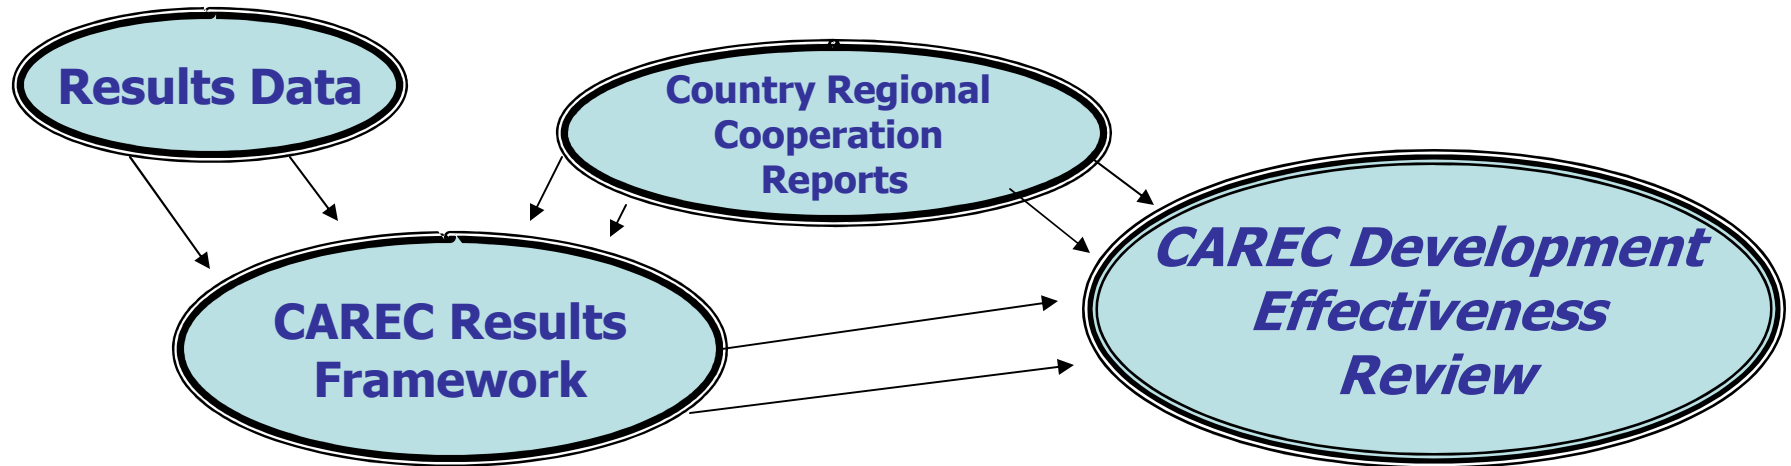 Results Data
Country Regional
Cooperation
Reports
CAREC Results
Framework
CAREC Development
Effectiveness
Review